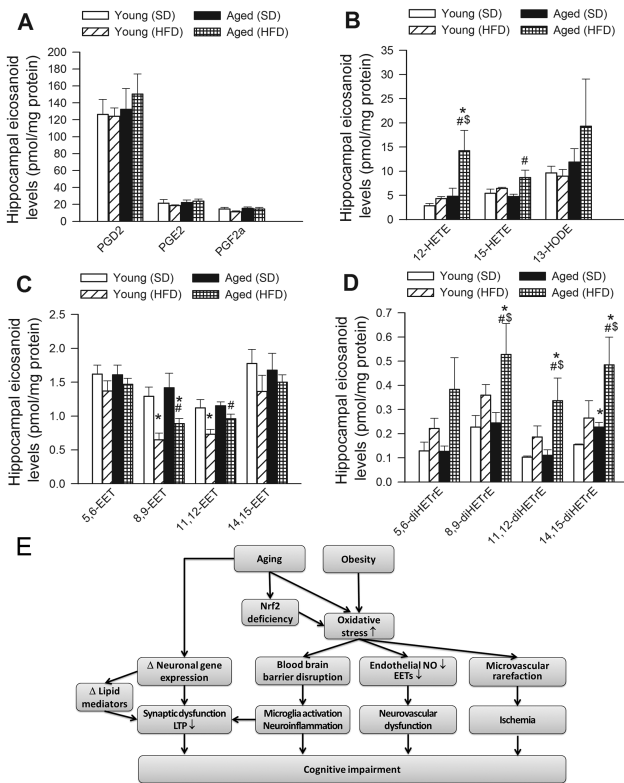 A
Young (SD) Aged (SD)
Young (HFD) Aged (HFD)
Hippocampal eicosanoid
levels (pmol/mg protein)
160
140
120
100
80
60
40
20
0
PGD2 PGE2 PGF2a
B
Young (SD) Aged (SD)
Young (HFD) Aged (HFD)
Hippocampal eicosanoid
levels (pmol/mg protein)
35
30
25
20
15
10
5
0
*
#$
#
12-HETE 15-HETE 13-HODE
C
Young (SD) Aged (SD)
Young (HFD) Aged (HFD)
Hippocampal eicosanoid
levels (pmol/mg protein)
2.5
2.0
1.5
1.0
0.5
0.0
* *
#
* #
5,6-EET 8,9-EET 11,12-EET 14,15-EET
D
Young (SD) Aged (SD)
Young (HFD) Aged (HFD)
Hippocampal eicosanoid
levels (pmol/mg protein)
0.7
0.6
0.5
0.4
0.3
0.2
0.1
0.0
*
#$
*
#$
*
*
#$
5,6-diHETrE 8,9-diHETrE 11,12-diHETrE 14,15-diHETrE
E
Aging Obesity
Nrf2
deficiency
Oxidative
stress ↑
Δ Neuronal gene
expression
Blood brain
barrier disruption
Endothelial NO ↓
EETs ↓
Microvascular
rarefaction
Δ Lipid
mediators
Synaptic dysfunction
LTP ↓
Microglia activation
Neuroinflammation
Neurovascular
dysfunction
Ischemia
Cognitive impairment